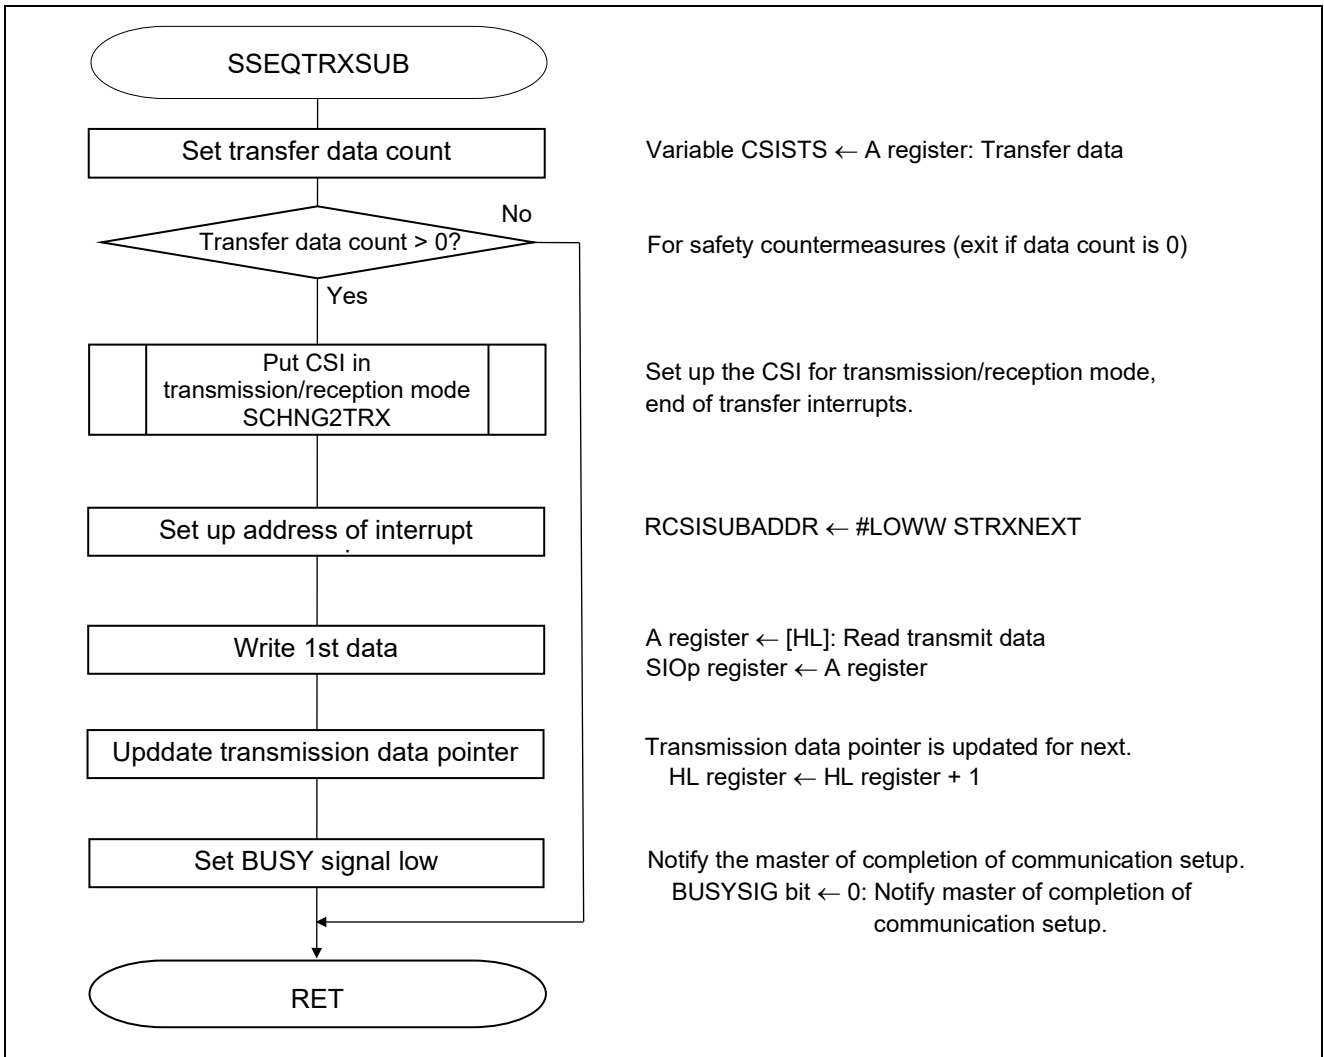 SSEQTRXSUB
Set transfer data count
Variable CSISTS ← A register: Transfer data
No
Transfer data count > 0?
For safety countermeasures (exit if data count is 0)
Yes
Put CSI in
transmission/reception mode
SCHNG2TRX
Set up the CSI for transmission/reception mode,
end of transfer interrupts.
Set up address of interrupt
RCSISUBADDR ← #LOWW STRXNEXT
Write 1st data
A register ← [HL]: Read transmit data
SIOp register ← A register
Upddate transmission data pointer
Transmission data pointer is updated for next.
HL register ← HL register + 1
Set BUSY signal low
Notify the master of completion of communication setup.
BUSYSIG bit ← 0: Notify master of completion of
communication setup.
RET